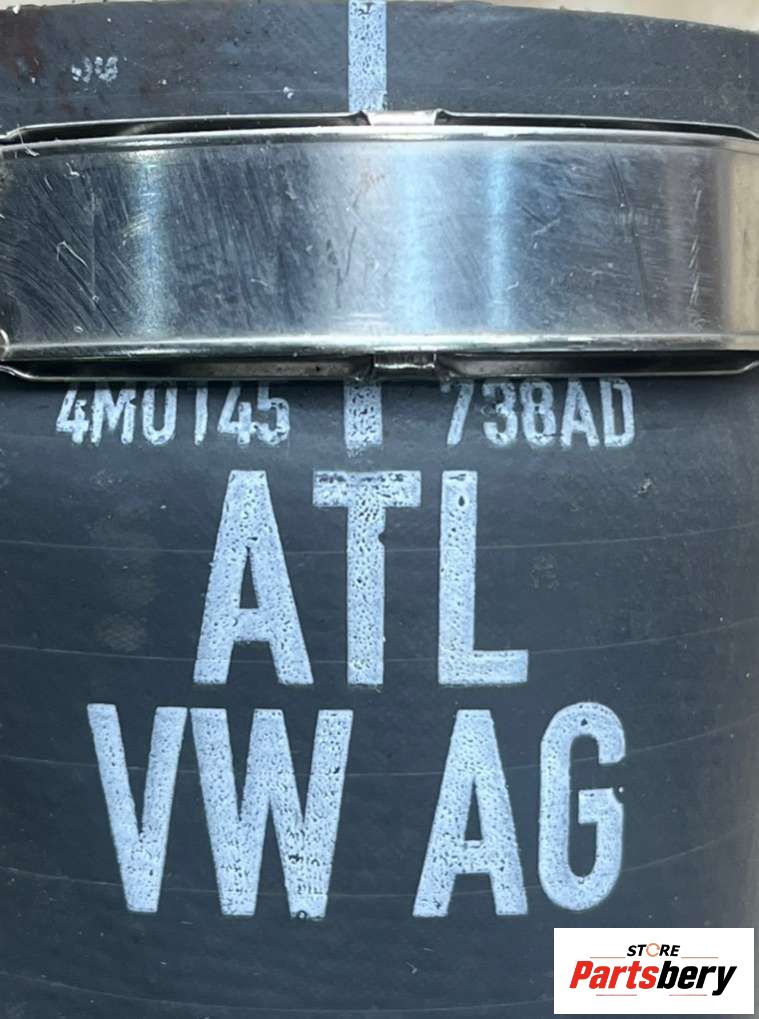 4M0145 738AD
ATL
VW AG
STORE
Partsbery